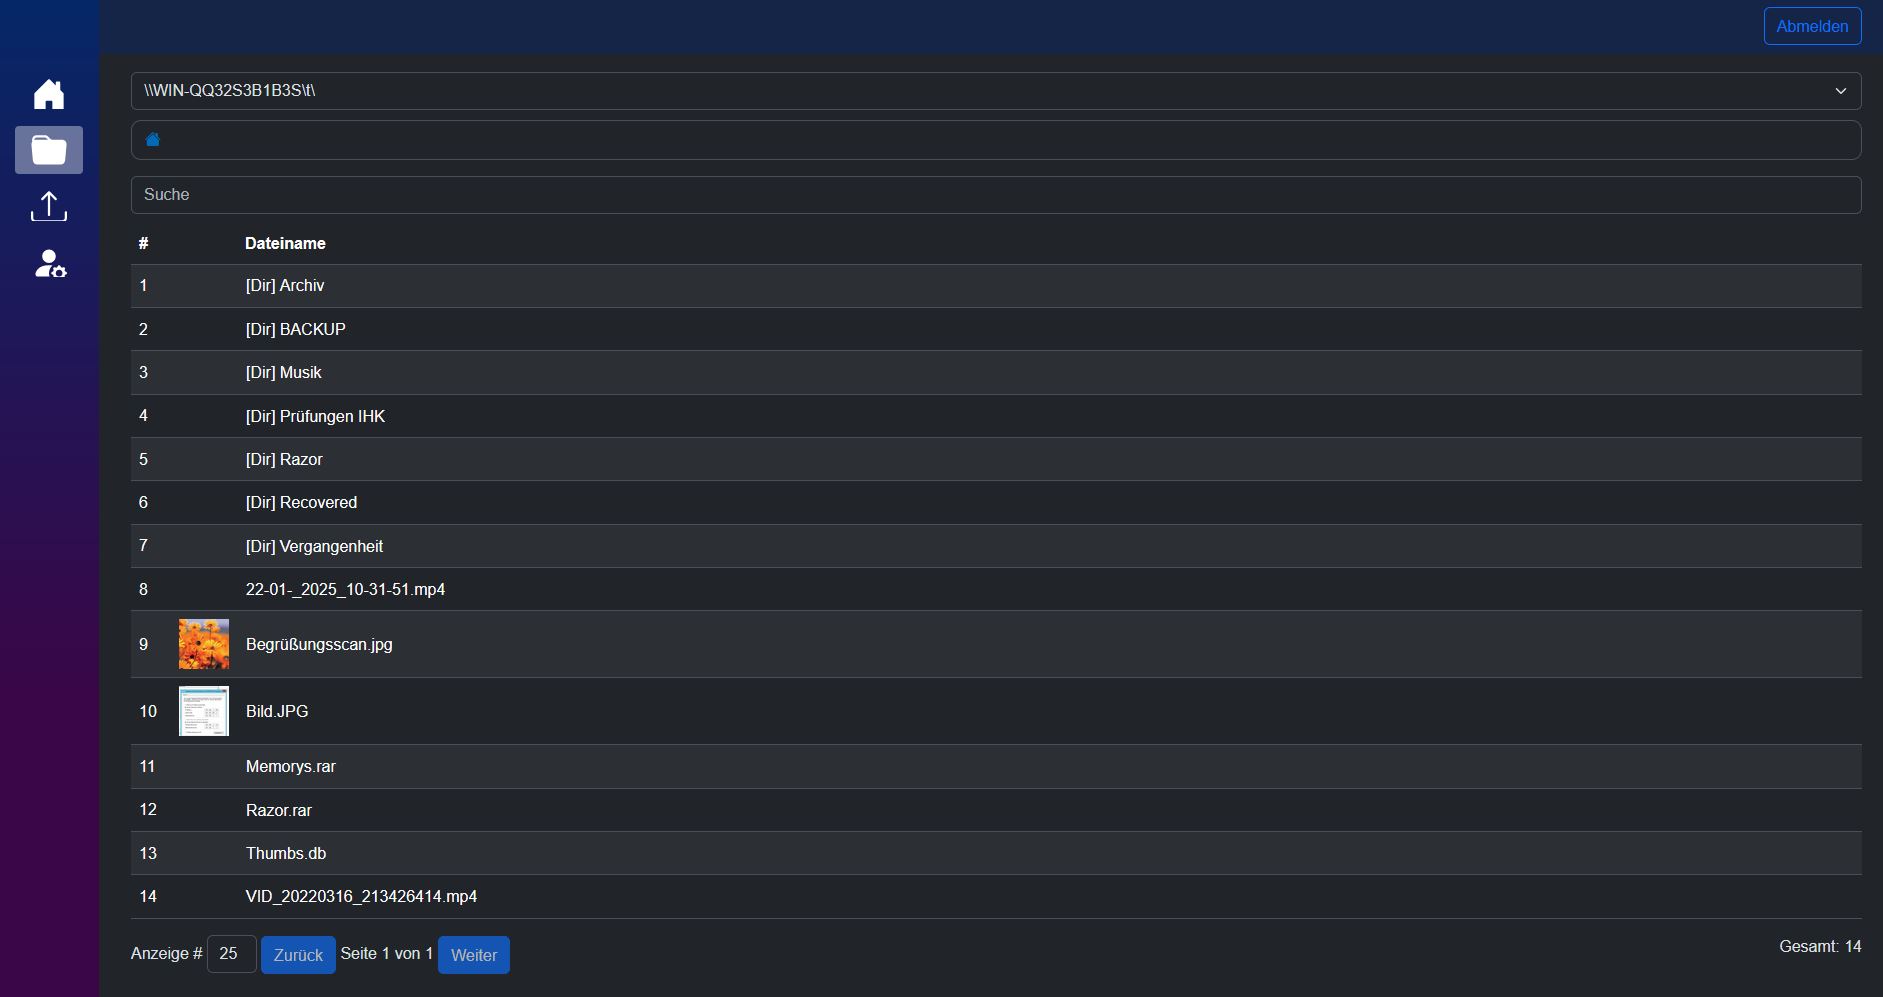 Abmelden
\\WIN-QQ32S3B1B3S\t\
Suche
# Dateiname
1 [Dir] Archiv
2 [Dir] BACKUP
3 [Dir] Musik
4 [Dir] Prüfungen IHK
5 [Dir] Razor
6 [Dir] Recovered
7 [Dir] Vergangenheit
8 22-01-_2025_10-31-51.mp4
9 Begrüßungsscan.jpg
10 Bild.JPG
11 Memorys.rar
12 Razor.rar
13 Thumbs.db
14 VID_20220316_213426414.mp4
Anzeige # 25 Zurück Seite 1 von 1 Weiter Gesamt: 14